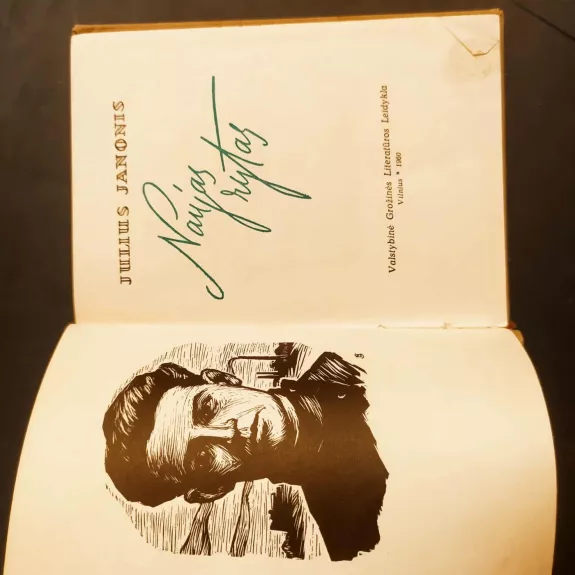 JULIUS JANONIS
Naujas
rytas
Valstybinė Grožinės Literatūros Leidykla
Vilnius * 1960